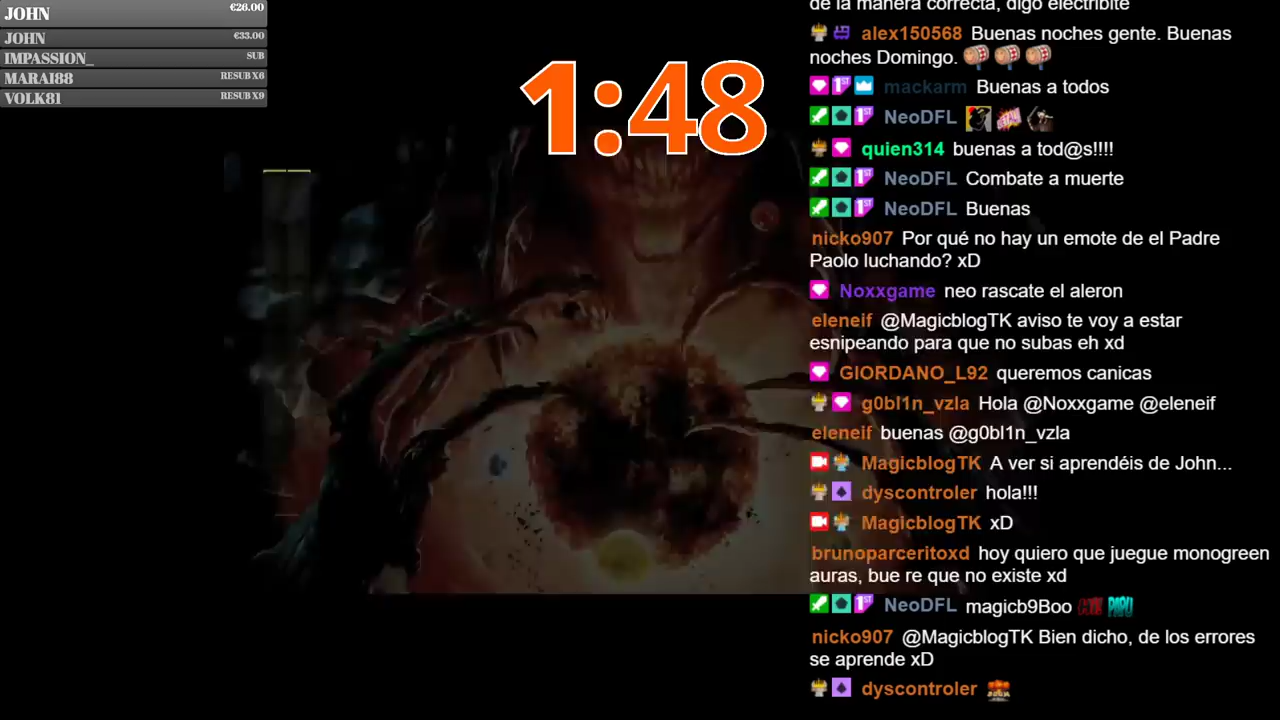 JOHN €26.00
JOHN €33.00
IMPASSION_ SUB
MARAI88 RESUB X6
VOLK81 RESUB X9
1:48
de la manera correcta, digo electribite
alex150568 Buenas noches gente. Buenas
noches Domingo.
mackarm Buenas a todos
NeoDFL
quien314 buenas a tod@s!!!!
NeoDFL Combate a muerte
NeoDFL Buenas
nicko907 Por qué no hay un emote de el Padre
Paolo luchando? xD
Noxxgame neo rascate el aleron
eleneif @MagicblogTK aviso te voy a estar
esnipeando para que no subas eh xd
GIORDANO_L92 queremos canicas
g0bl1n_vzla Hola @Noxxgame @eleneif
eleneif buenas @g0bl1n_vzla
MagicblogTK A ver si aprendéis de John...
dyscontroler hola!!!
MagicblogTK xD
brunoparceritoxd hoy quiero que juegue monogreen
auras, bue re que no existe xd
NeoDFL magicb9Boo
nicko907 @MagicblogTK Bien dicho, de los errores
se aprende xD
dyscontroler